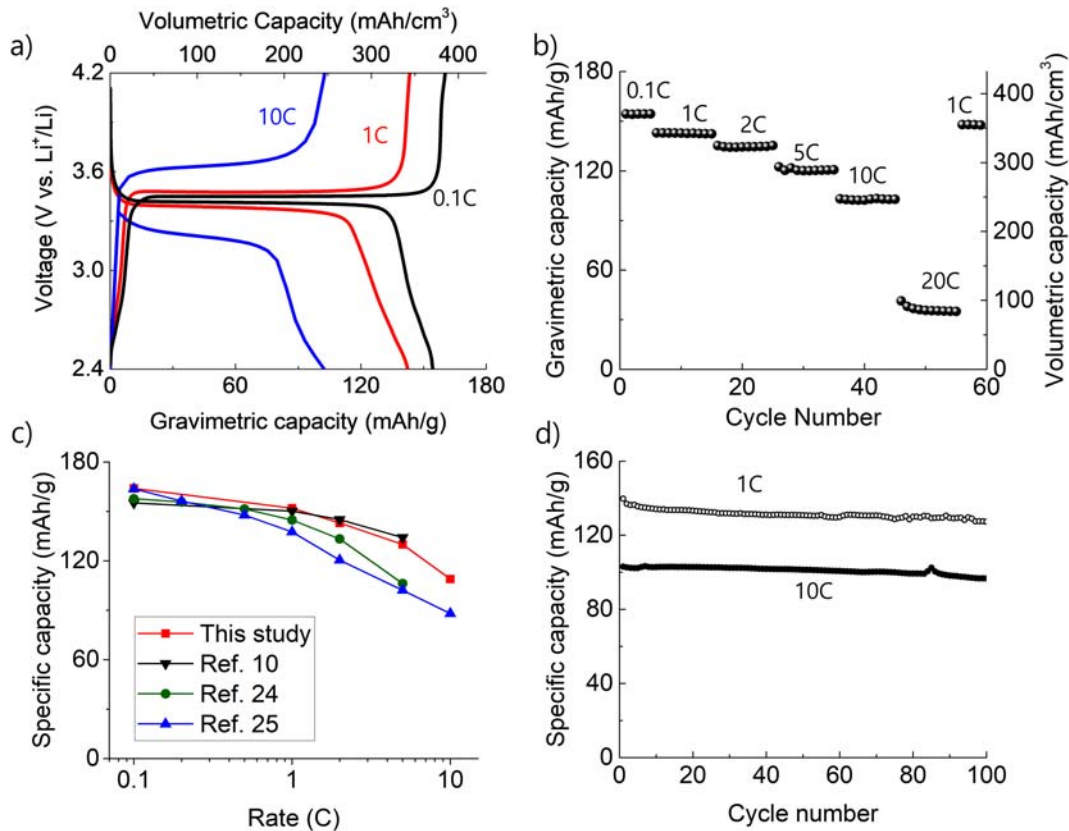 a)
Volumetric Capacity (mAh/cm³)
0 100 200 300 400
4.2
3.6
3.0
2.4
Voltage (V vs. Li⁺/Li)
10C
1C
0.1C
0 60 120 180
Gravimetric capacity (mAh/g)
b)
Gravimetric capacity (mAh/g)
180
120
60
0
0.1C
1C
2C
5C
10C
20C
1C
400
300
200
100
0
Volumetric capacity (mAh/cm³)
0 20 40 60
Cycle Number
c)
Specific capacity (mAh/g)
180
120
60
0
This study
Ref. 10
Ref. 24
Ref. 25
0.1 1 10
Rate (C)
d)
Specific capacity (mAh/g)
160
120
80
40
0
1C
10C
0 20 40 60 80 100
Cycle number